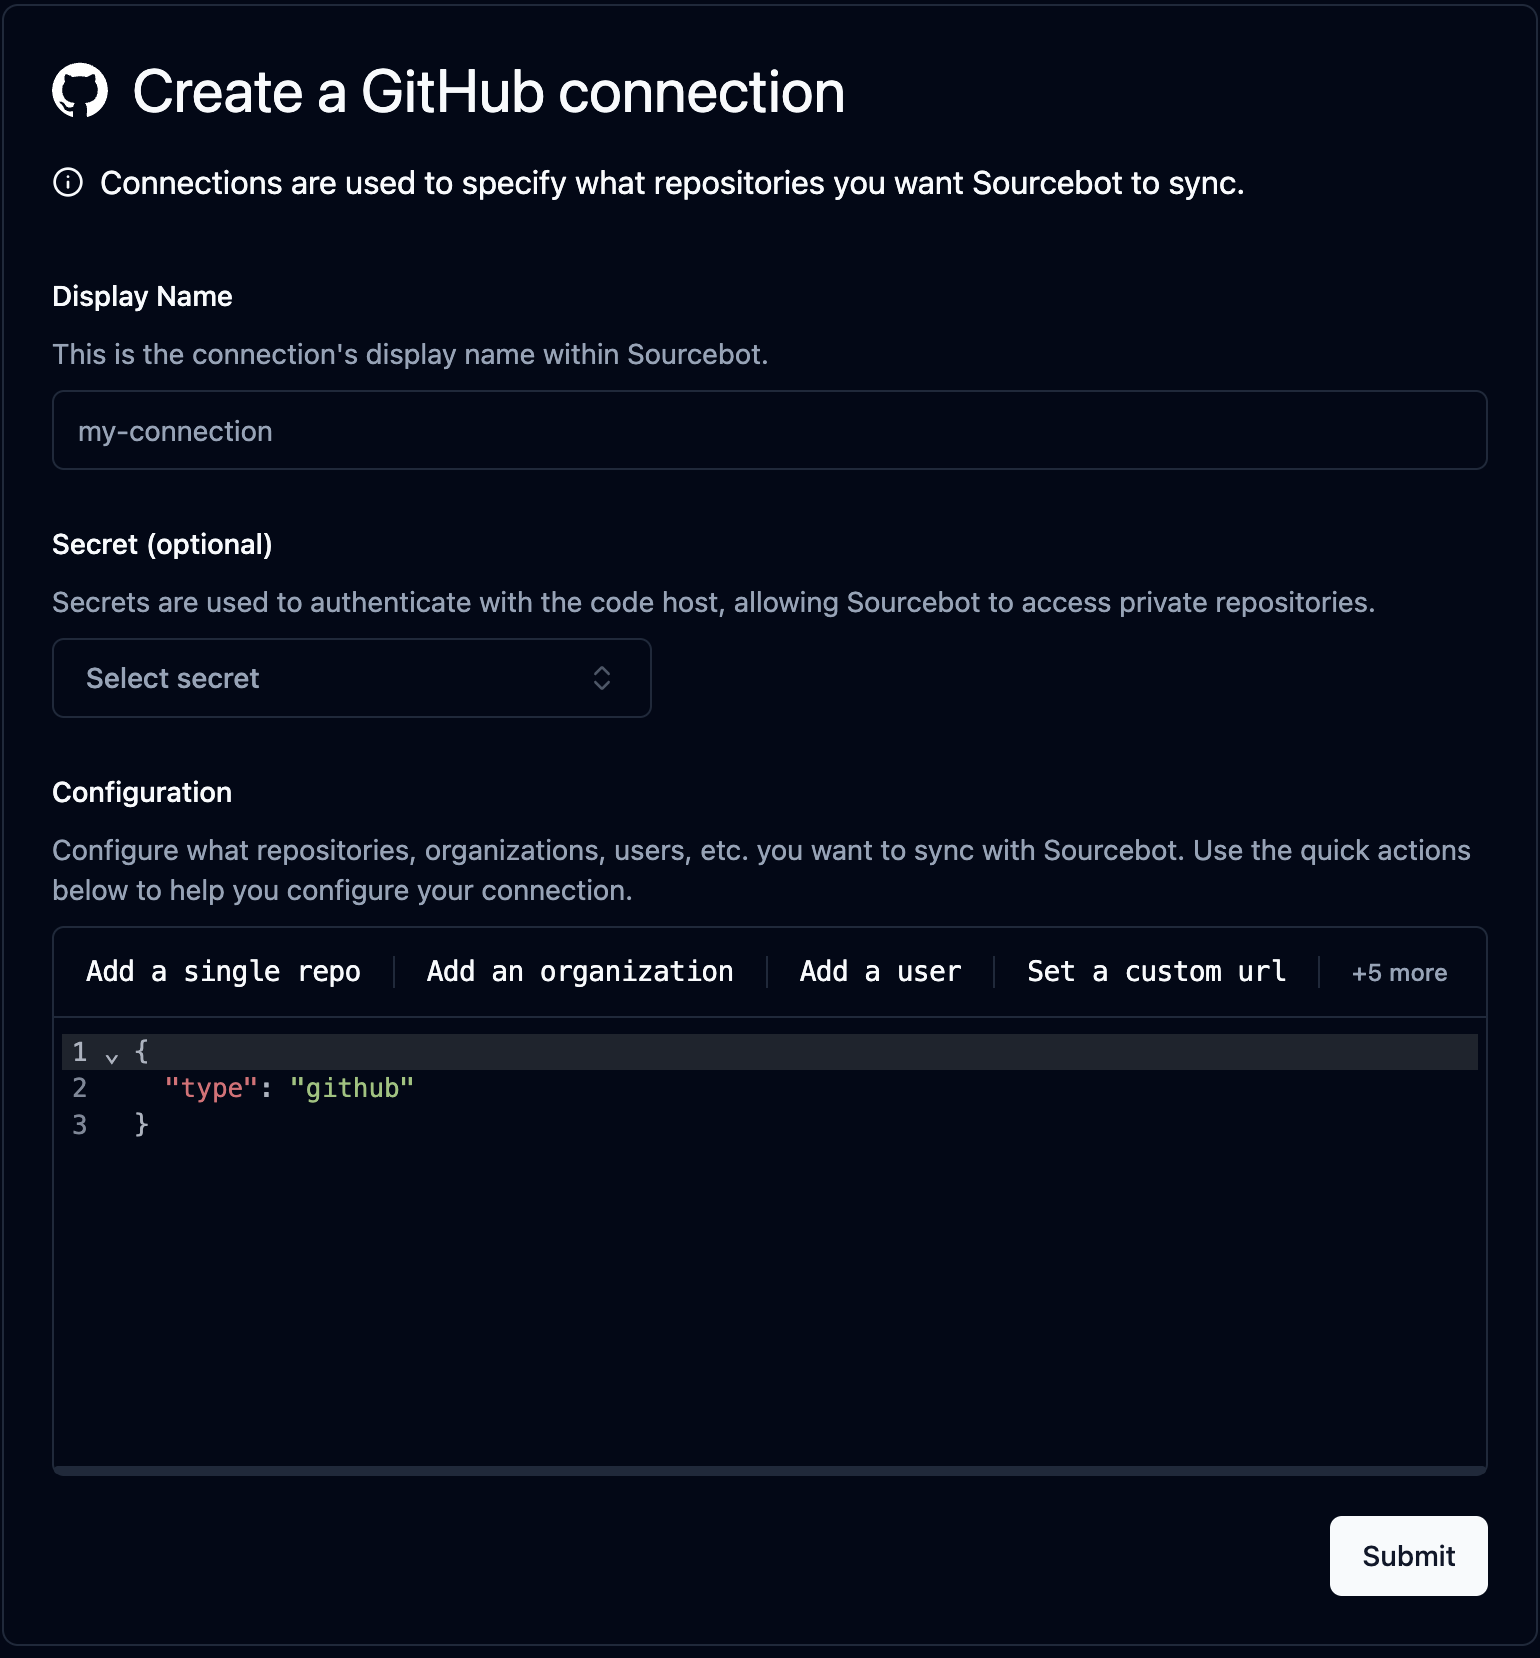 Create a GitHub connection
Connections are used to specify what repositories you want Sourcebot to sync.
Display Name
This is the connection's display name within Sourcebot.
my-connection
Secret (optional)
Secrets are used to authenticate with the code host, allowing Sourcebot to access private repositories.
Select secret
Configuration
Configure what repositories, organizations, users, etc. you want to sync with Sourcebot. Use the quick actions
below to help you configure your connection.
Add a single repo Add an organization Add a user Set a custom url +5 more
1 {
2 "type": "github"
3 }
Submit